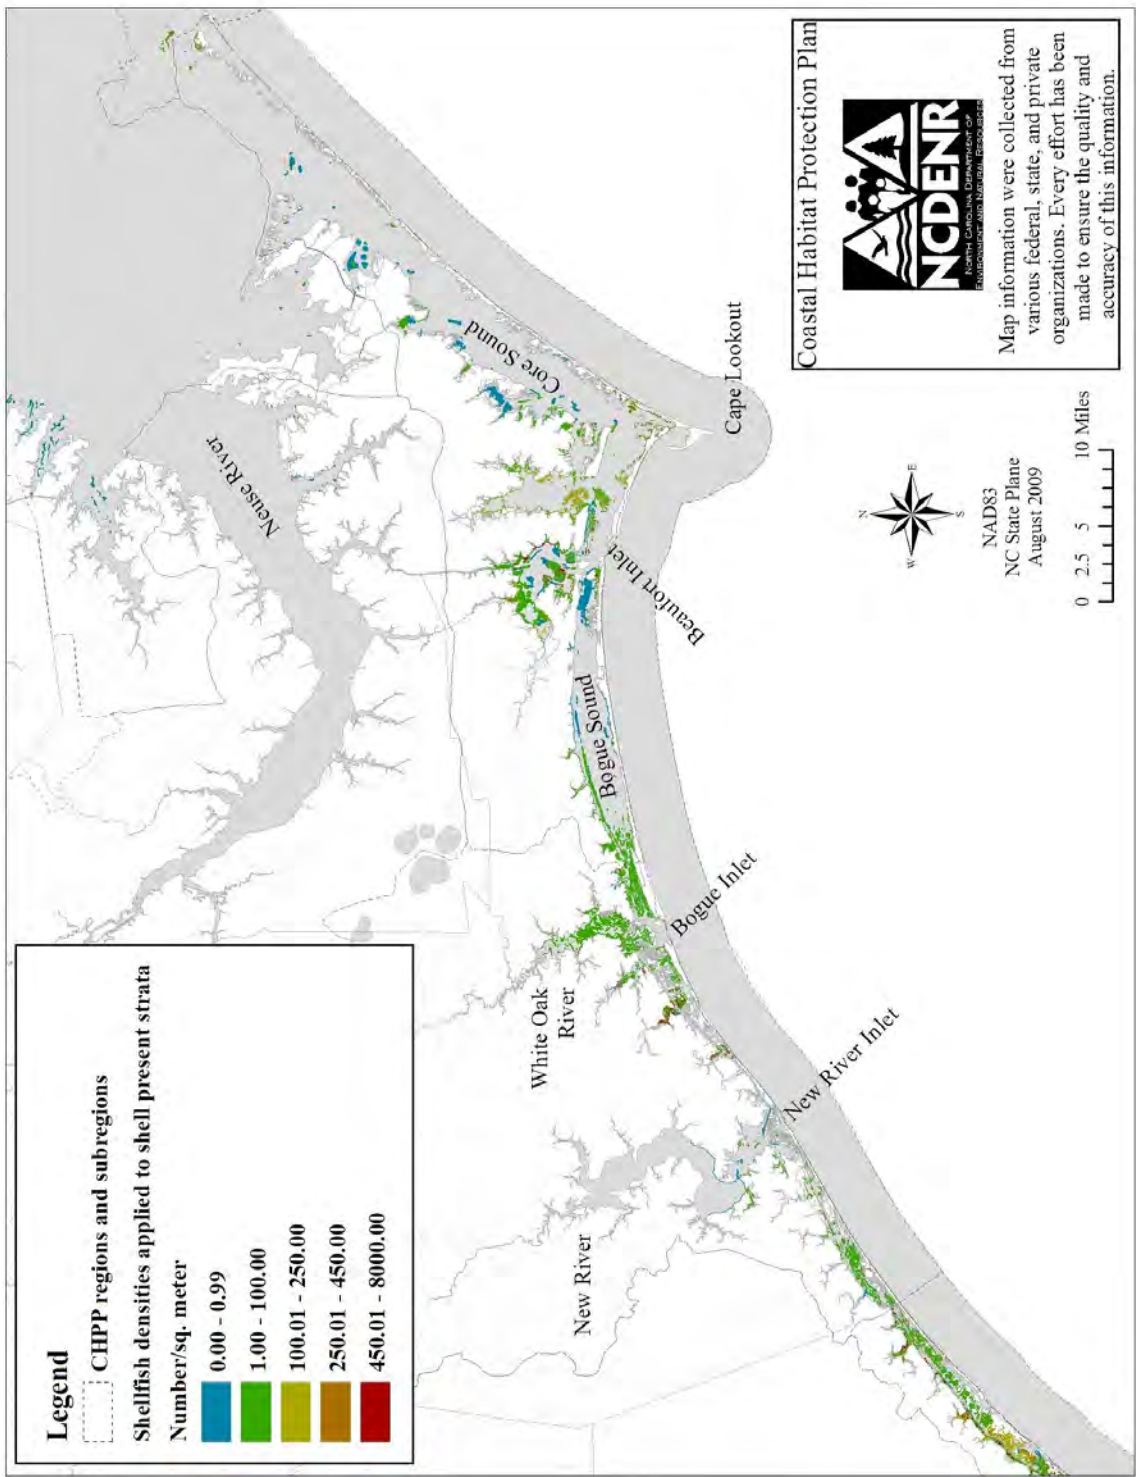 Legend
CHPP regions and subregions
Shellfish densities applied to shell present strata
Number/sq. meter
0.00 - 0.99
1.00 - 100.00
100.01 - 250.00
250.01 - 450.00
450.01 - 8000.00
Neuse River
Core Sound
Cape Lookout
Beaufort Inlet
Bogue Sound
Bogue Inlet
White Oak
River
New River Inlet
New River
N
W
E
S
NAD83
NC State Plane
August 2009
0 2.5 5 10 Miles
Coastal Habitat Protection Plan
NCDENR
NORTH CAROLINA DEPARTMENT OF
ENVIRONMENT AND NATURAL RESOURCES
Map information were collected from
various federal, state, and private
organizations. Every effort has been
made to ensure the quality and
accuracy of this information.